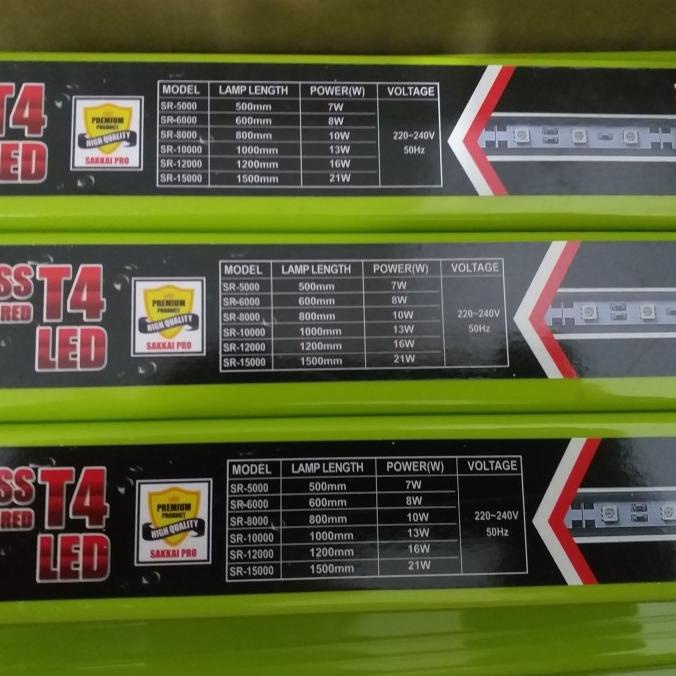 T4
ED
PREMIUM
PRODUCT
HIGH QUALITY
SAKKAI PRO
MODEL LAMP LENGTH POWER(W) VOLTAGE
SR-5000 500mm 7W
SR-6000 600mm 8W
SR-8000 800mm 10W
SR-10000 1000mm 13W
SR-12000 1200mm 16W
SR-15000 1500mm 21W
220~240V
50Hz
SS T4
RED
LED
PREMIUM
PRODUCT
HIGH QUALITY
SAKKAI PRO
MODEL LAMP LENGTH POWER(W) VOLTAGE
SR-5000 500mm 7W
SR-6000 600mm 8W
SR-8000 800mm 10W
SR-10000 1000mm 13W
SR-12000 1200mm 16W
SR-15000 1500mm 21W
220~240V
50Hz
SS T4
RED
LED
PREMIUM
PRODUCT
HIGH QUALITY
SAKKAI PRO
MODEL LAMP LENGTH POWER(W) VOLTAGE
SR-5000 500mm 7W
SR-6000 600mm 8W
SR-8000 800mm 10W
SR-10000 1000mm 13W
SR-12000 1200mm 16W
SR-15000 1500mm 21W
220~240V
50Hz